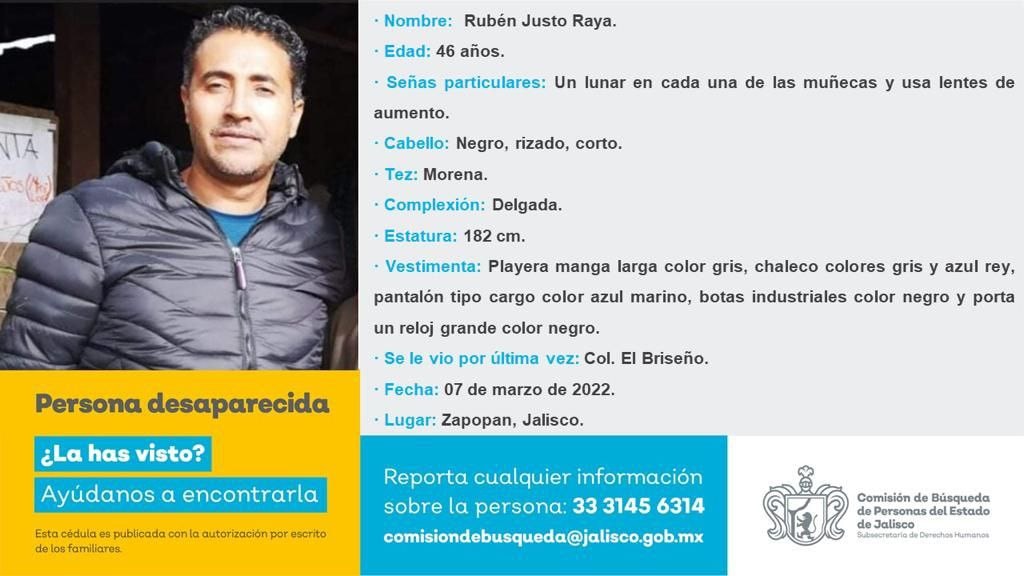 · Nombre: Rubén Justo Raya.
· Edad: 46 años.
· Señas particulares: Un lunar en cada una de las muñecas y usa lentes de
aumento.
· Cabello: Negro, rizado, corto.
· Tez: Morena.
· Complexión: Delgada.
· Estatura: 182 cm.
· Vestimenta: Playera manga larga color gris, chaleco colores gris y azul rey,
pantalón tipo cargo color azul marino, botas industriales color negro y porta
un reloj grande color negro.
· Se le vio por última vez: Col. El Briseño.
· Fecha: 07 de marzo de 2022.
· Lugar: Zapopan, Jalisco.
Persona desaparecida
¿La has visto?
Ayúdanos a encontrarla
Esta cédula es publicada con la autorización por escrito
de los familiares.
Reporta cualquier información
sobre la persona: 33 3145 6314
comisiondebusqueda@jalisco.gob.mx
Comisión de Búsqueda
de Personas del Estado
de Jalisco
Subsecretaría de Derechos Humanos